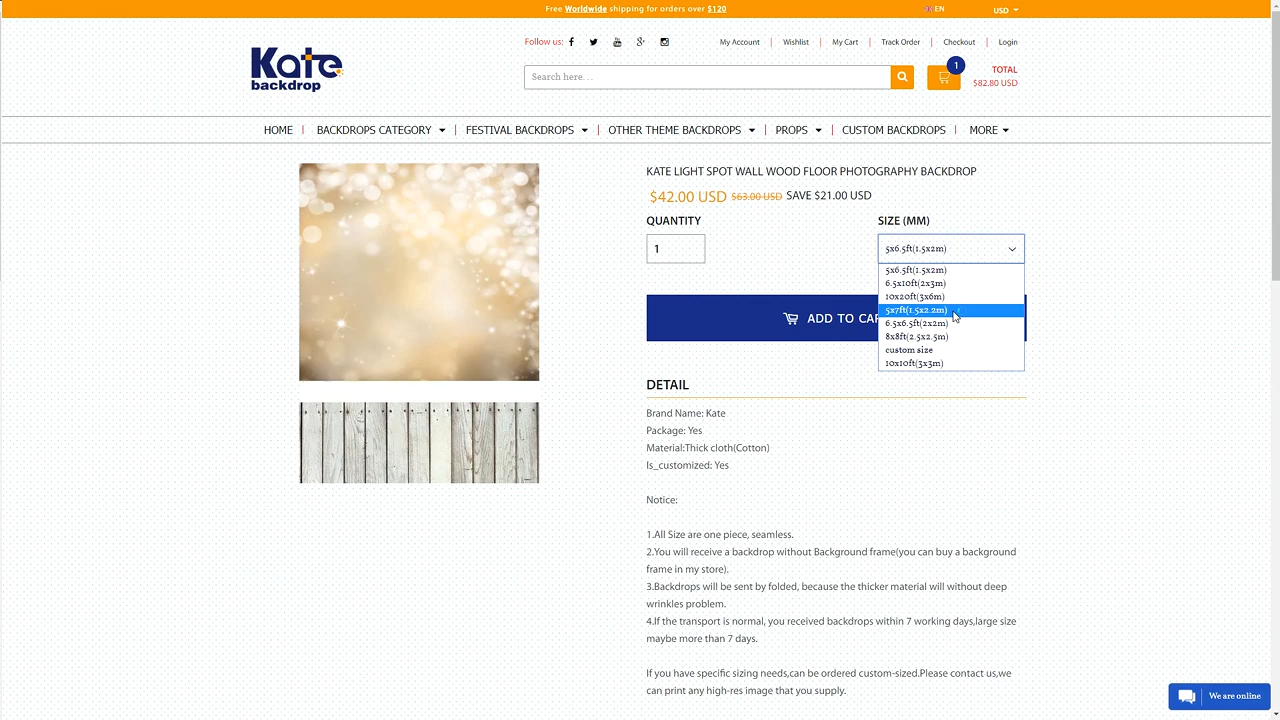 Free Worldwide shipping for orders over $120
EN
USD
Follow us:
My Account
Wishlist
My Cart
Track Order
Checkout
Login
Kate
backdrop
Search here. . .
1
TOTAL
$82.80 USD
HOME
BACKDROPS CATEGORY
FESTIVAL BACKDROPS
OTHER THEME BACKDROPS
PROPS
CUSTOM BACKDROPS
MORE
KATE LIGHT SPOT WALL WOOD FLOOR PHOTOGRAPHY BACKDROP
$42.00 USD $63.00 USD SAVE $21.00 USD
QUANTITY
SIZE (MM)
1
5x6.5ft(1.5x2m)
5x6.5ft(1.5x2m)
6.5x10ft(2x3m)
10x20ft(3x6m)
5x7ft(1.5x2.2m)
6.5x6.5ft(2x2m)
8x8ft(2.5x2.5m)
custom size
10x10ft(3x3m)
ADD TO CAR
DETAIL
Brand Name: Kate
Package: Yes
Material:Thick cloth(Cotton)
Is_customized: Yes
Notice:
1.All Size are one piece, seamless.
2.You will receive a backdrop without Background frame(you can buy a background
frame in my store).
3.Backdrops will be sent by folded, because the thicker material will without deep
wrinkles problem.
4.If the transport is normal, you received backdrops within 7 working days,large size
maybe more than 7 days.
If you have specific sizing needs,can be ordered custom-sized.Please contact us,we
can print any high-res image that you supply.
We are online